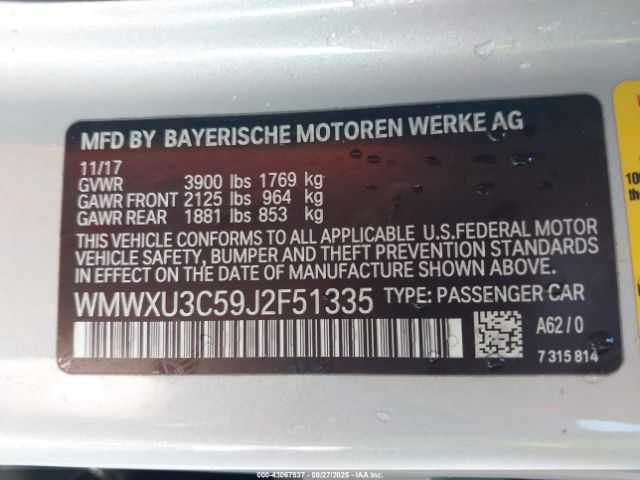 MFD BY BAYERISCHE MOTOREN WERKE AG
11/17
GVWR 3900 lbs 1769 kg
GAWR FRONT 2125 lbs 964 kg
GAWR REAR 1881 lbs 853 kg
THIS VEHICLE CONFORMS TO ALL APPLICABLE U.S.FEDERAL MOTOR
VEHICLE SAFETY, BUMPER AND THEFT PREVENTION STANDARDS
IN EFFECT ON THE DATE OF MANUFACTURE SHOWN ABOVE.
WMWXU3C59J2F51335 TYPE: PASSENGER CAR
A62/0
7 315 814
000-43067537 - 08/27/2025 - © IAA Inc.